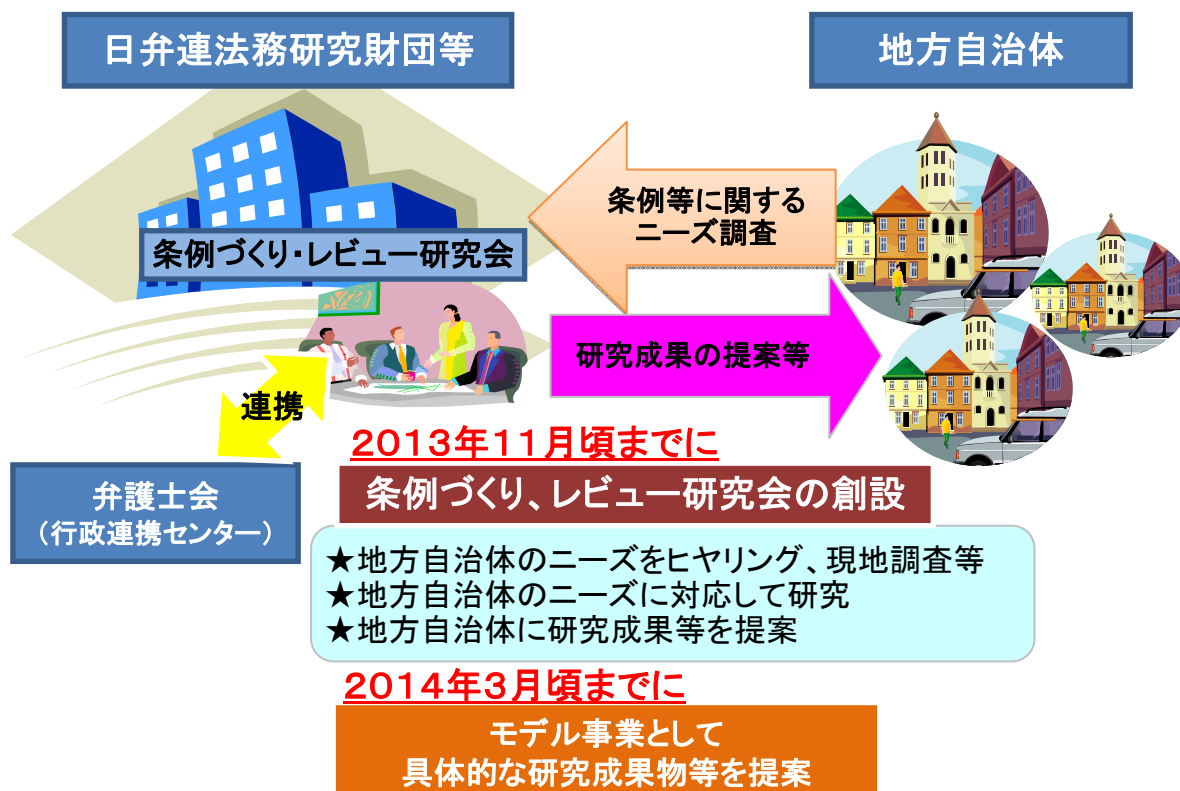 日弁連法務研究財団等
地方自治体
条例等に関する
ニーズ調査
条例づくり・レビュー研究会
研究成果の提案等
連携
弁護士会
（行政連携センター）
２０１３年１１月頃までに
条例づくり、レビュー研究会の創設
★地方自治体のニーズをヒヤリング、現地調査等
★地方自治体のニーズに対応して研究
★地方自治体に研究成果等を提案
２０１４年３月頃までに
モデル事業として
具体的な研究成果物等を提案